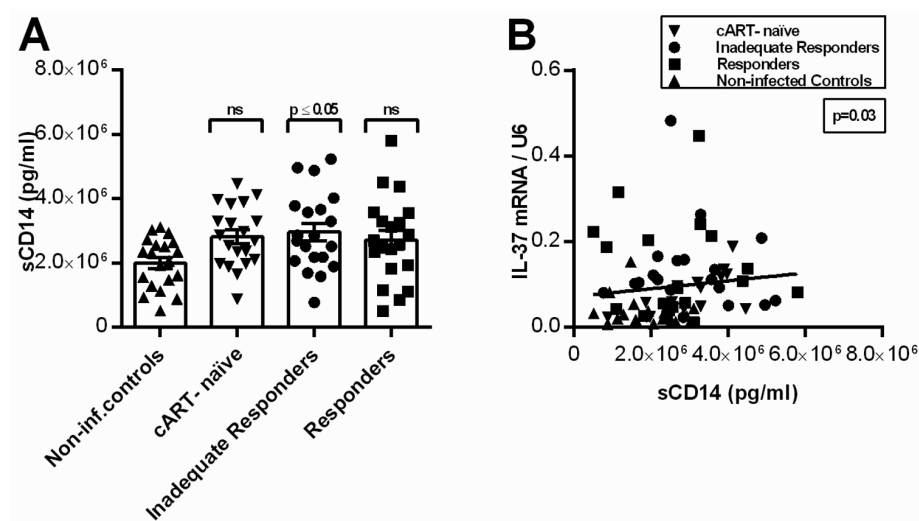 A
sCD14 (pg/ml)
8.0×10⁶
6.0×10⁶
4.0×10⁶
2.0×10⁶
0
ns
p ≤ 0.05
ns
Non-inf.controls
cART- naïve
Inadequate Responders
Responders
B
cART- naïve
Inadequate Responders
Responders
Non-infected Controls
p=0.03
IL-37 mRNA / U6
0.6
0.4
0.2
0.0
0
2.0×10⁶
4.0×10⁶
6.0×10⁶
8.0×10⁶
sCD14 (pg/ml)